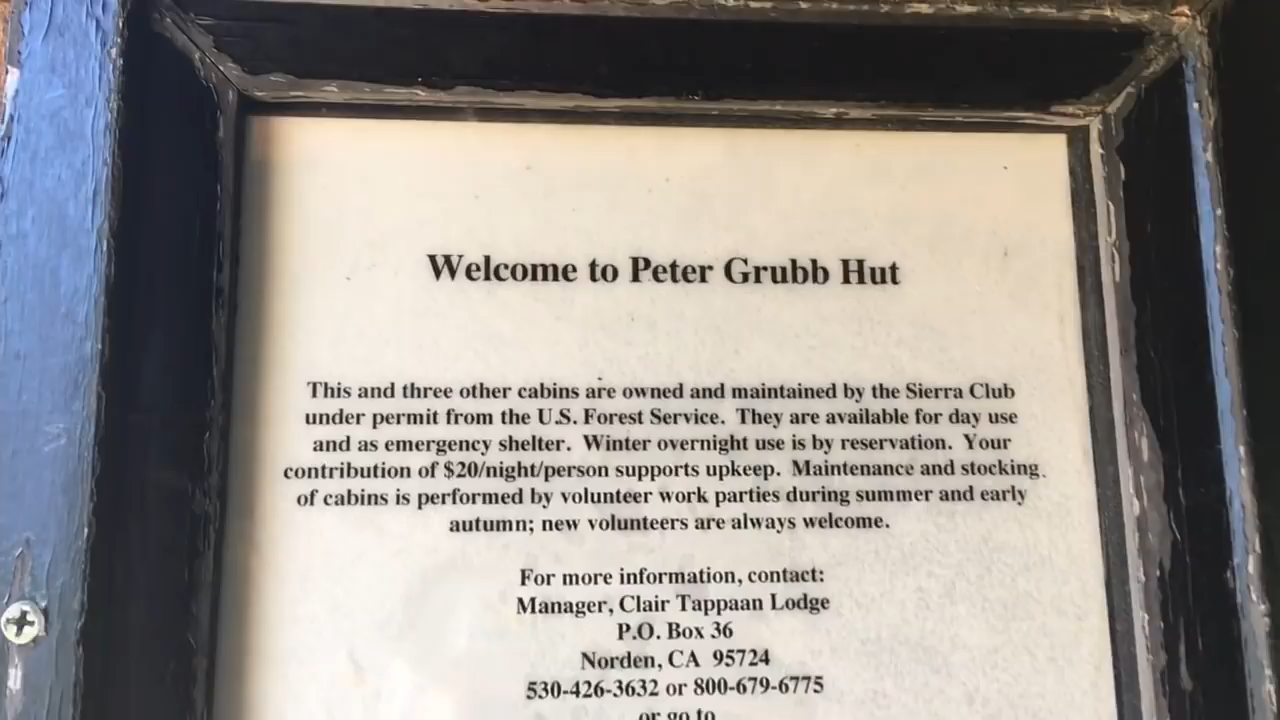 Welcome to Peter Grubb Hut
This and three other cabins are owned and maintained by the Sierra Club
under permit from the U.S. Forest Service. They are available for day use
and as emergency shelter. Winter overnight use is by reservation. Your
contribution of $20/night/person supports upkeep. Maintenance and stocking
of cabins is performed by volunteer work parties during summer and early
autumn; new volunteers are always welcome.
For more information, contact:
Manager, Clair Tappaan Lodge
P.O. Box 36
Norden, CA 95724
530-426-3632 or 800-679-6775
or go to